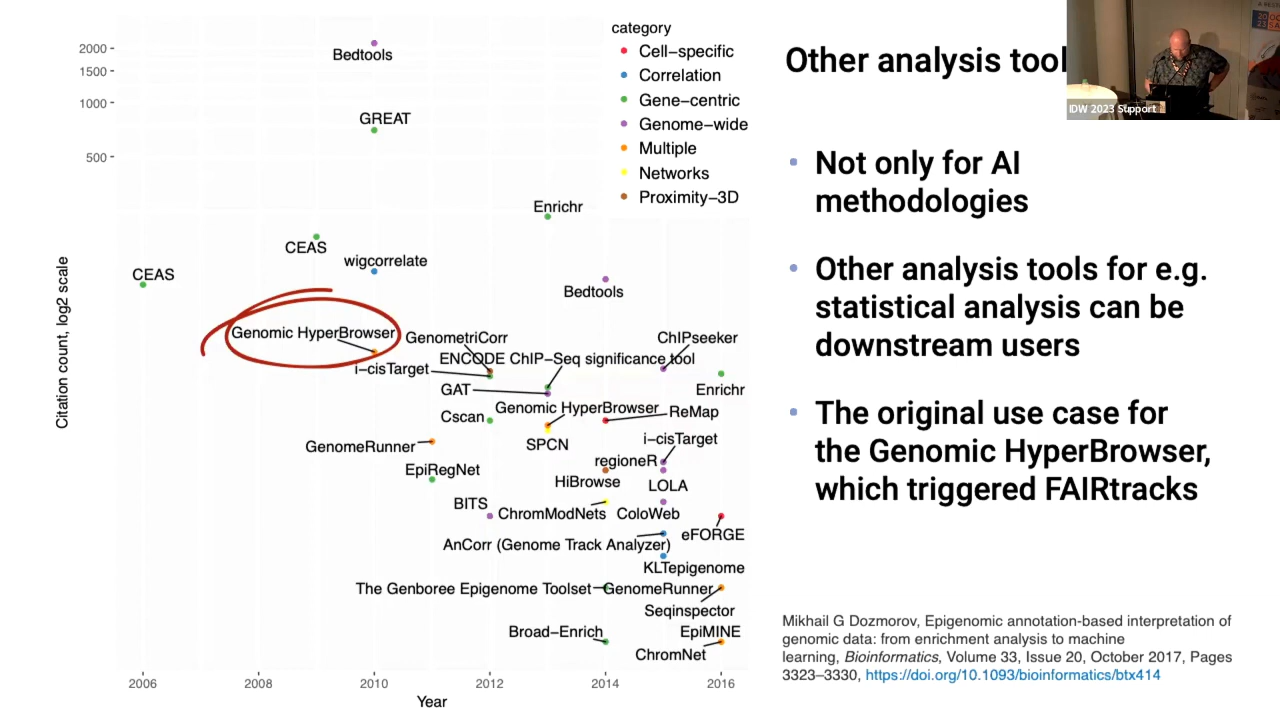 category
Cell-specific
Correlation
Gene-centric
Genome-wide
Multiple
Networks
Proximity-3D
2000
1500
1000
500
Citation count, log2 scale
Bedtools
GREAT
Enrichr
CEAS
wigcorrelate
CEAS
Bedtools
Genomic HyperBrowser
GenometriCorr
ChIPseeker
ENCODE ChIP-Seq significance tool
i-cisTarget
GAT
Enrichr
Genomic HyperBrowser
ReMap
Cscan
GenomeRunner
SPCN
i-cisTarget
regioneR
EpiRegNet
HiBrowse
LOLA
BITS
ChromModNets
ColoWeb
eFORGE
AnCorr (Genome Track Analyzer)
KLTepigenome
The Genboree Epigenome Toolset
GenomeRunner
Seqinspector
Broad-Enrich
EpiMINE
ChromNet
2006
2008
2010
2012
2014
2016
Year
Other analysis tool
IDW 2023 Support
Not only for AI
methodologies
Other analysis tools for e.g.
statistical analysis can be
downstream users
The original use case for
the Genomic HyperBrowser,
which triggered FAIRtracks
Mikhail G Dozmorov, Epigenomic annotation-based interpretation of
genomic data: from enrichment analysis to machine
learning, Bioinformatics, Volume 33, Issue 20, October 2017, Pages
3323–3330, https://doi.org/10.1093/bioinformatics/btx414